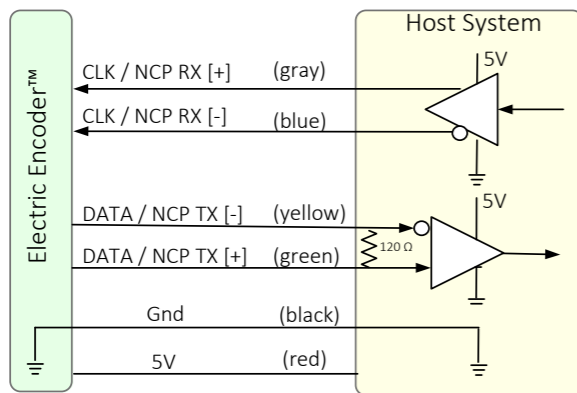 Host System
5V
CLK / NCP RX [+] (gray)
CLK / NCP RX [-] (blue)
Electric Encoder™
5V
DATA / NCP TX [-] (yellow)
120 Ω
DATA / NCP TX [+] (green)
Gnd (black)
5V (red)